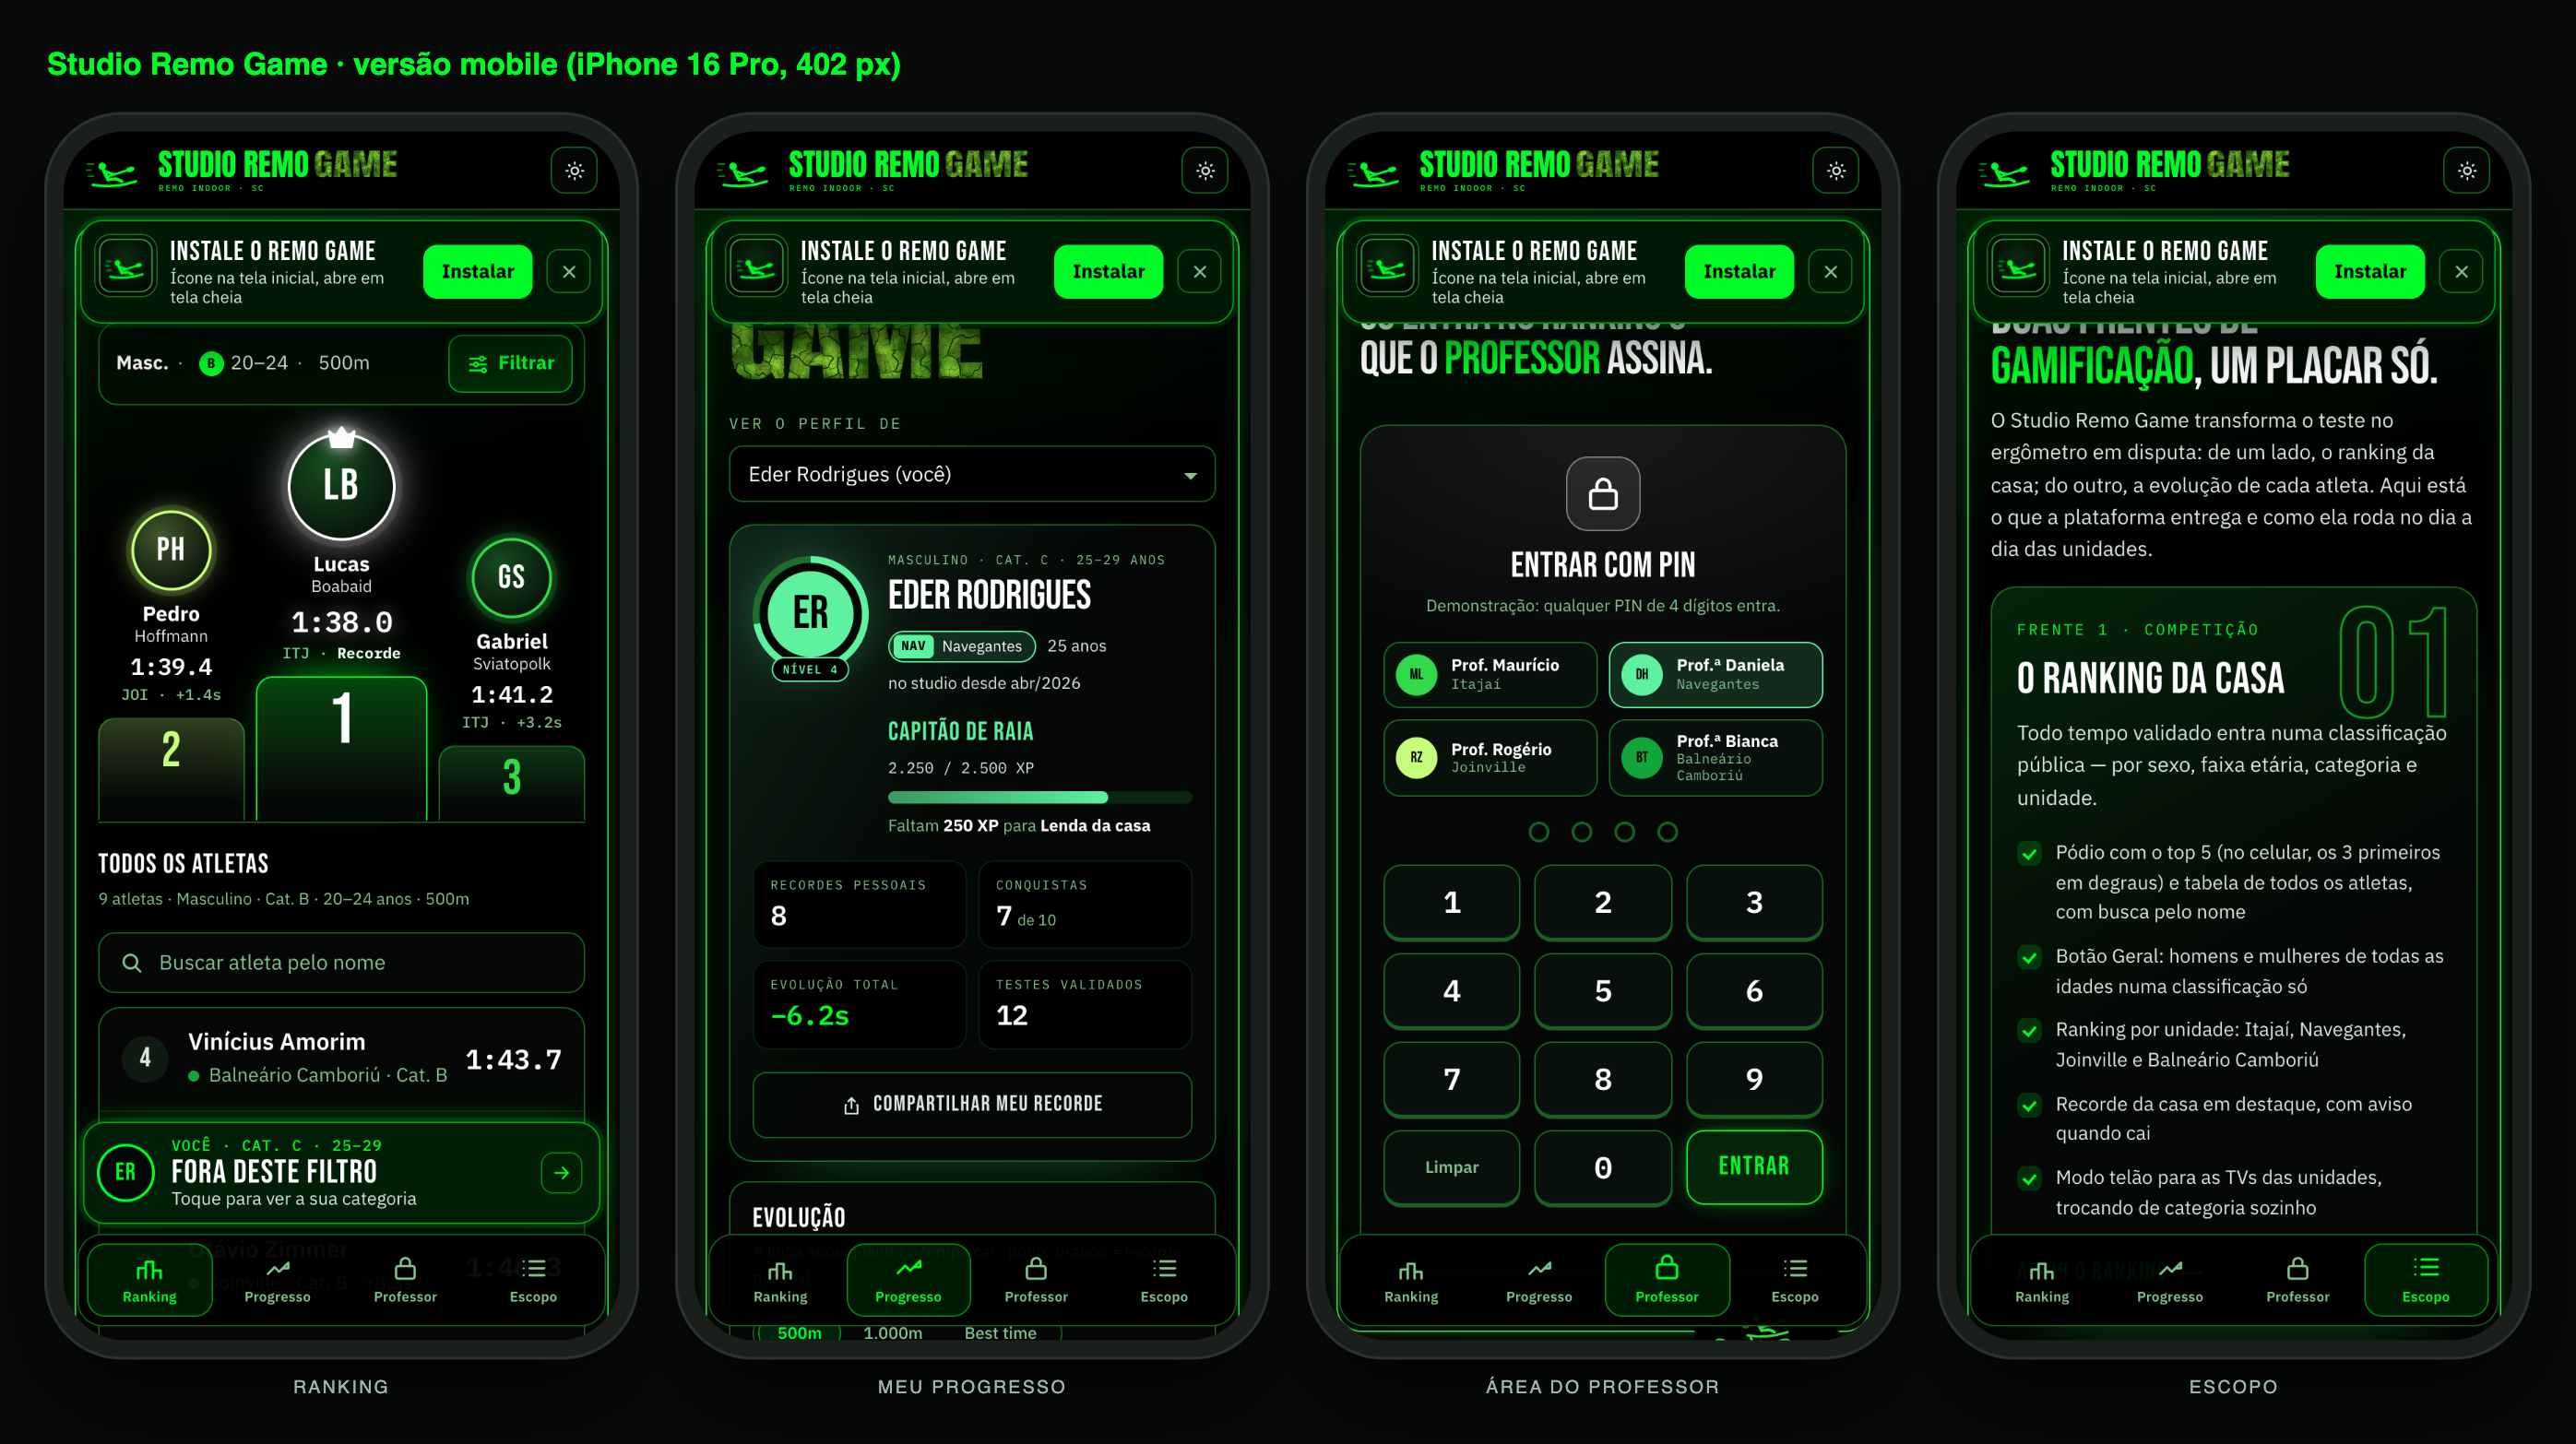 Studio Remo Game · versão mobile (iPhone 16 Pro, 402 px)
STUDIO REMO GAME
REMO INDOOR · SC
INSTALE O REMO GAME
Ícone na tela inicial, abre em
tela cheia
Instalar
Masc. · B 20–24 · 500m
Filtrar
LB
Lucas
Boabaid
1:38.0
ITJ · Recorde
1
PH
Pedro
Hoffmann
1:39.4
JOI · +1.4s
2
GS
Gabriel
Sviatopolk
1:41.2
ITJ · +3.2s
3
TODOS OS ATLETAS
9 atletas · Masculino · Cat. B · 20–24 anos · 500m
Buscar atleta pelo nome
4
Vinícius Amorim
Balneário Camboriú · Cat. B
1:43.7
ER
VOCÊ · CAT. C · 25–29
FORA DESTE FILTRO
Toque para ver a sua categoria
Ranking
Progresso
Professor
Escopo
RANKING
STUDIO REMO GAME
REMO INDOOR · SC
INSTALE O REMO GAME
Ícone na tela inicial, abre em
tela cheia
Instalar
GAME
VER O PERFIL DE
Eder Rodrigues (você)
ER
NÍVEL 4
MASCULINO · CAT. C · 25–29 ANOS
EDER RODRIGUES
NAV Navegantes 25 anos
no studio desde abr/2026
CAPITÃO DE RAIA
2.250 / 2.500 XP
Faltam 250 XP para Lenda da casa
RECORDES PESSOAIS
8
CONQUISTAS
7 de 10
EVOLUÇÃO TOTAL
−6.2s
TESTES VALIDADOS
12
COMPARTILHAR MEU RECORDE
EVOLUÇÃO
Ranking
Progresso
Professor
Escopo
500m
1.000m
Best time
MEU PROGRESSO
STUDIO REMO GAME
REMO INDOOR · SC
INSTALE O REMO GAME
Ícone na tela inicial, abre em
tela cheia
Instalar
SÓ ENTRA NO RANKING O
QUE O PROFESSOR ASSINA.
ENTRAR COM PIN
Demonstração: qualquer PIN de 4 dígitos entra.
ML
Prof. Maurício
Itajaí
DH
Prof.ª Daniela
Navegantes
RZ
Prof. Rogério
Joinville
BT
Prof.ª Bianca
Balneário
Camboriú
1
2
3
4
5
6
7
8
9
Limpar
0
ENTRAR
Ranking
Progresso
Professor
Escopo
ÁREA DO PROFESSOR
STUDIO REMO GAME
REMO INDOOR · SC
INSTALE O REMO GAME
Ícone na tela inicial, abre em
tela cheia
Instalar
DUAS FRENTES DE
GAMIFICAÇÃO, UM PLACAR SÓ.
O Studio Remo Game transforma o teste no
ergômetro em disputa: de um lado, o ranking da
casa; do outro, a evolução de cada atleta. Aqui está
o que a plataforma entrega e como ela roda no dia a
dia das unidades.
FRENTE 1 · COMPETIÇÃO
01
O RANKING DA CASA
Todo tempo validado entra numa classificação
pública — por sexo, faixa etária, categoria e
unidade.
Pódio com o top 5 (no celular, os 3 primeiros
em degraus) e tabela de todos os atletas,
com busca pelo nome
Botão Geral: homens e mulheres de todas as
idades numa classificação só
Ranking por unidade: Itajaí, Navegantes,
Joinville e Balneário Camboriú
Recorde da casa em destaque, com aviso
quando cai
Modo telão para as TVs das unidades,
trocando de categoria sozinho
Ranking
Progresso
Professor
Escopo
ESCOPO